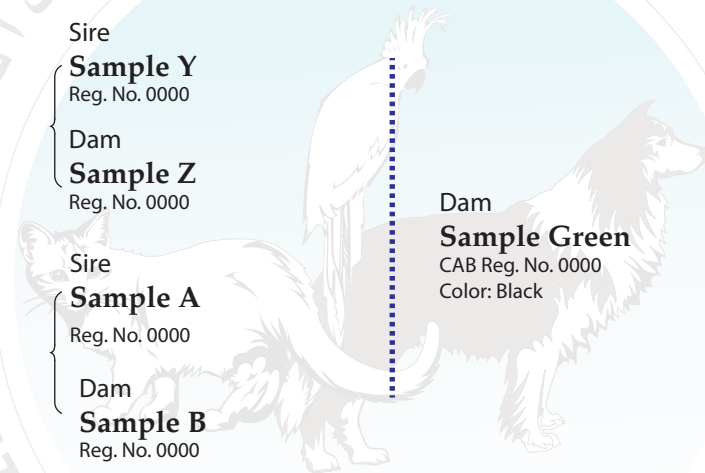 Sire
Sample Y
Reg. No. 0000
Dam
Sample Z
Reg. No. 0000
Sire
Sample A
Reg. No. 0000
Dam
Sample B
Reg. No. 0000
Dam
Sample Green
CAB Reg. No. 0000
Color: Black